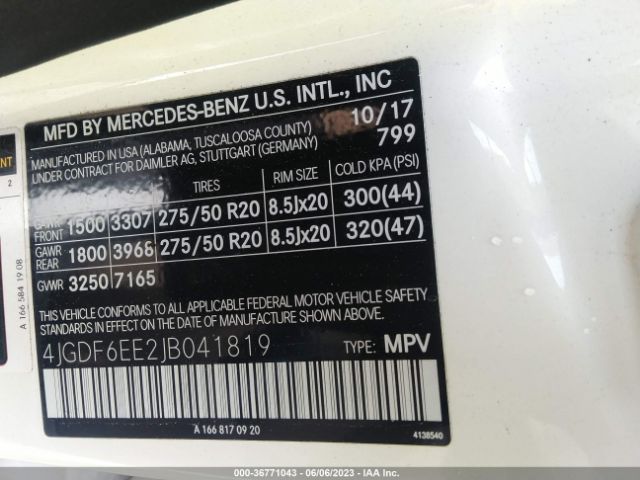 MFD BY MERCEDES-BENZ U.S. INTL., INC
10/17
MANUFACTURED IN USA (ALABAMA, TUSCALOOSA COUNTY)
UNDER CONTRACT FOR DAIMLER AG, STUTTGART (GERMANY)
799
TIRES RIM SIZE COLD KPA (PSI)
GAWR FRONT 1500 3307 275/50 R20 8.5Jx20 300(44)
GAWR REAR 1800 3968 275/50 R20 8.5Jx20 320(47)
GVWR 3250 7165
THIS VEHICLE CONFORMS TO ALL APPLICABLE FEDERAL MOTOR VEHICLE SAFETY
STANDARDS IN EFFECT ON THE DATE OF MANUFACTURE SHOWN ABOVE.
4JGDF6EE2JB041819 TYPE: MPV
A 166 817 09 20
4138540
A 166 584 19 08
2
000-36771043 - 06/06/2023 - IAA Inc.